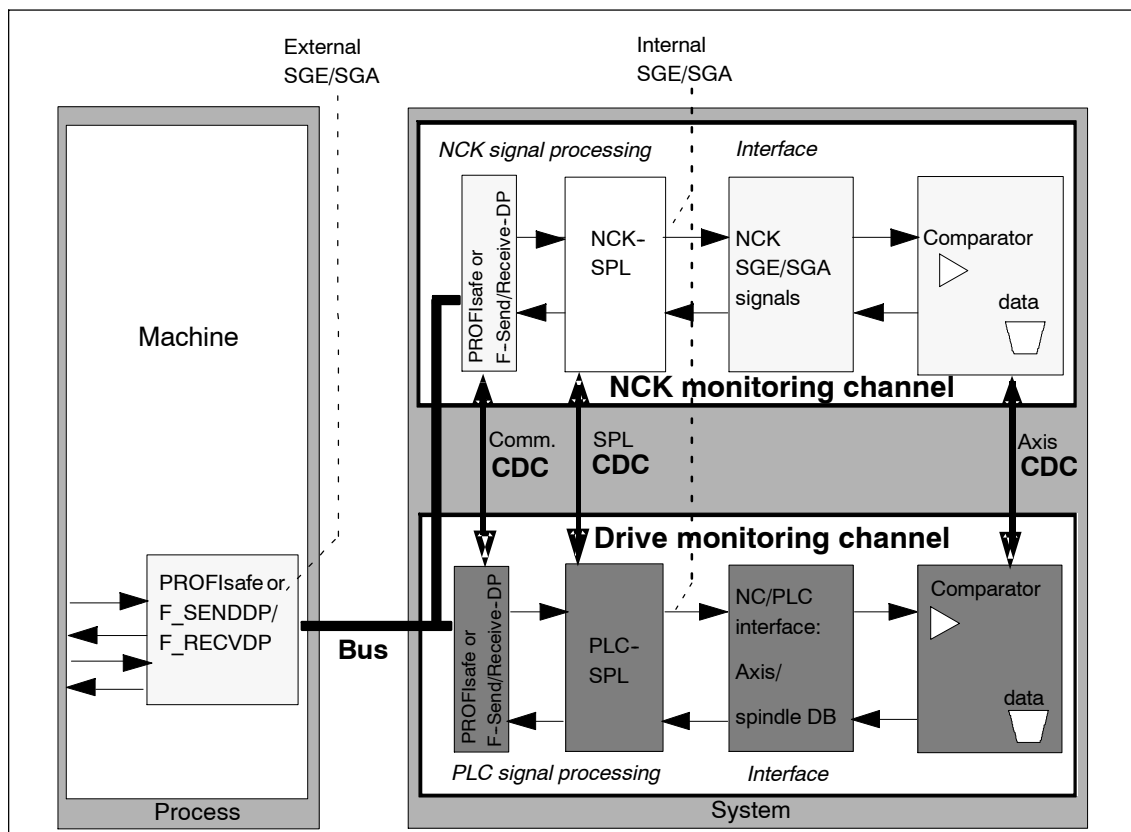 External
SGE/SGA
Internal
SGE/SGA
NCK signal processing
Interface
PROFIsafe or
F-Send/Receive-DP
NCK-
SPL
NCK
SGE/SGA
signals
Comparator
data
NCK monitoring channel
Machine
Comm.
CDC
SPL
CDC
Axis
CDC
Drive monitoring channel
PROFIsafe or
F_SENDDP/
F_RECVDP
Bus
PROFIsafe or
F-Send/Receive-DP
PLC-
SPL
NC/PLC
interface:
Axis/
spindle DB
Comparator
data
PLC signal processing
Interface
Process
System